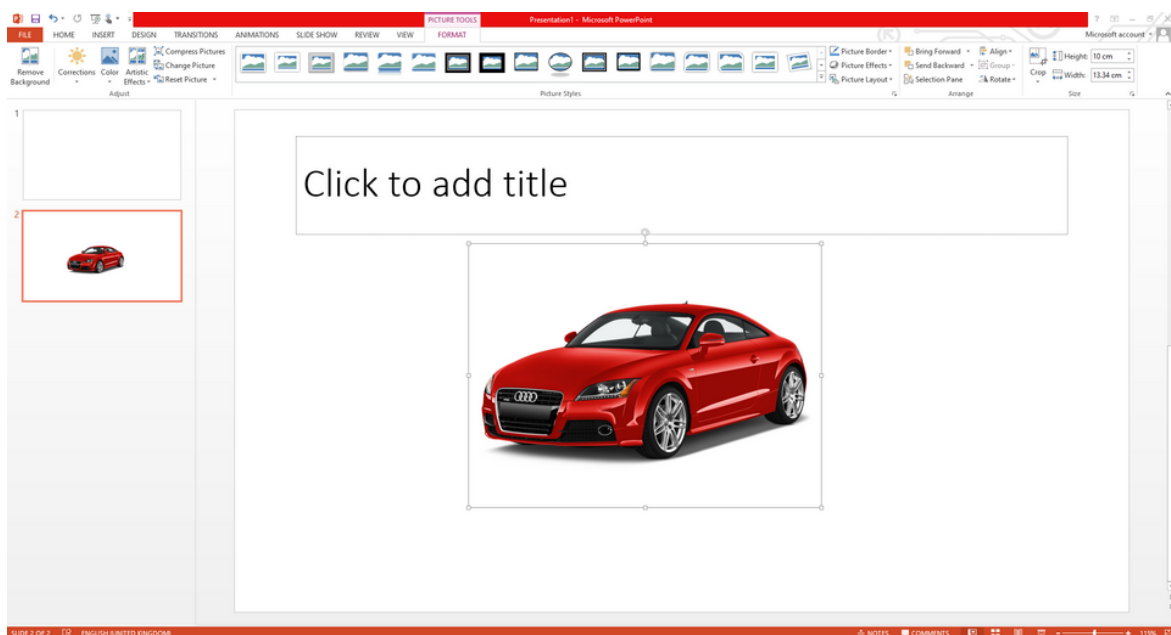 PICTURE TOOLS
Presentation1 - Microsoft PowerPoint
FILE HOME INSERT DESIGN TRANSITIONS ANIMATIONS SLIDE SHOW REVIEW VIEW FORMAT Microsoft account
Remove Background
Corrections
Color
Artistic Effects
Compress Pictures
Change Picture
Reset Picture
Adjust
Picture Styles
Picture Border
Picture Effects
Picture Layout
Bring Forward
Send Backward
Selection Pane
Align
Group
Rotate
Arrange
Crop
Height: 10 cm
Width: 13.34 cm
Size
1
2
Click to add title
SLIDE 2 OF 2 ENGLISH (UNITED KINGDOM) NOTES COMMENTS 115%